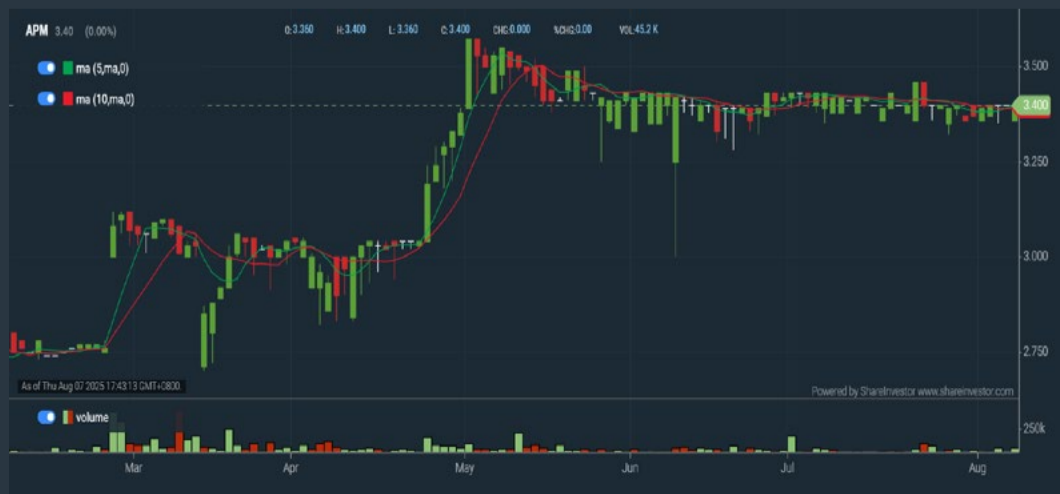 APM 3.40 (0.00%) O: 3.360 H: 3.400 L: 3.360 C: 3.400 CHG: 0.000 %CHG: 0.00 VOL: 45.2 K
ma (5,ma,0)
ma (10,ma,0)
3.500
3.400
3.250
3.000
2.750
As of Thu Aug 07 2025 17:43:13 GMT+0800
Powered by ShareInvestor www.shareinvestor.com
volume
250k
Mar Apr May Jun Jul Aug